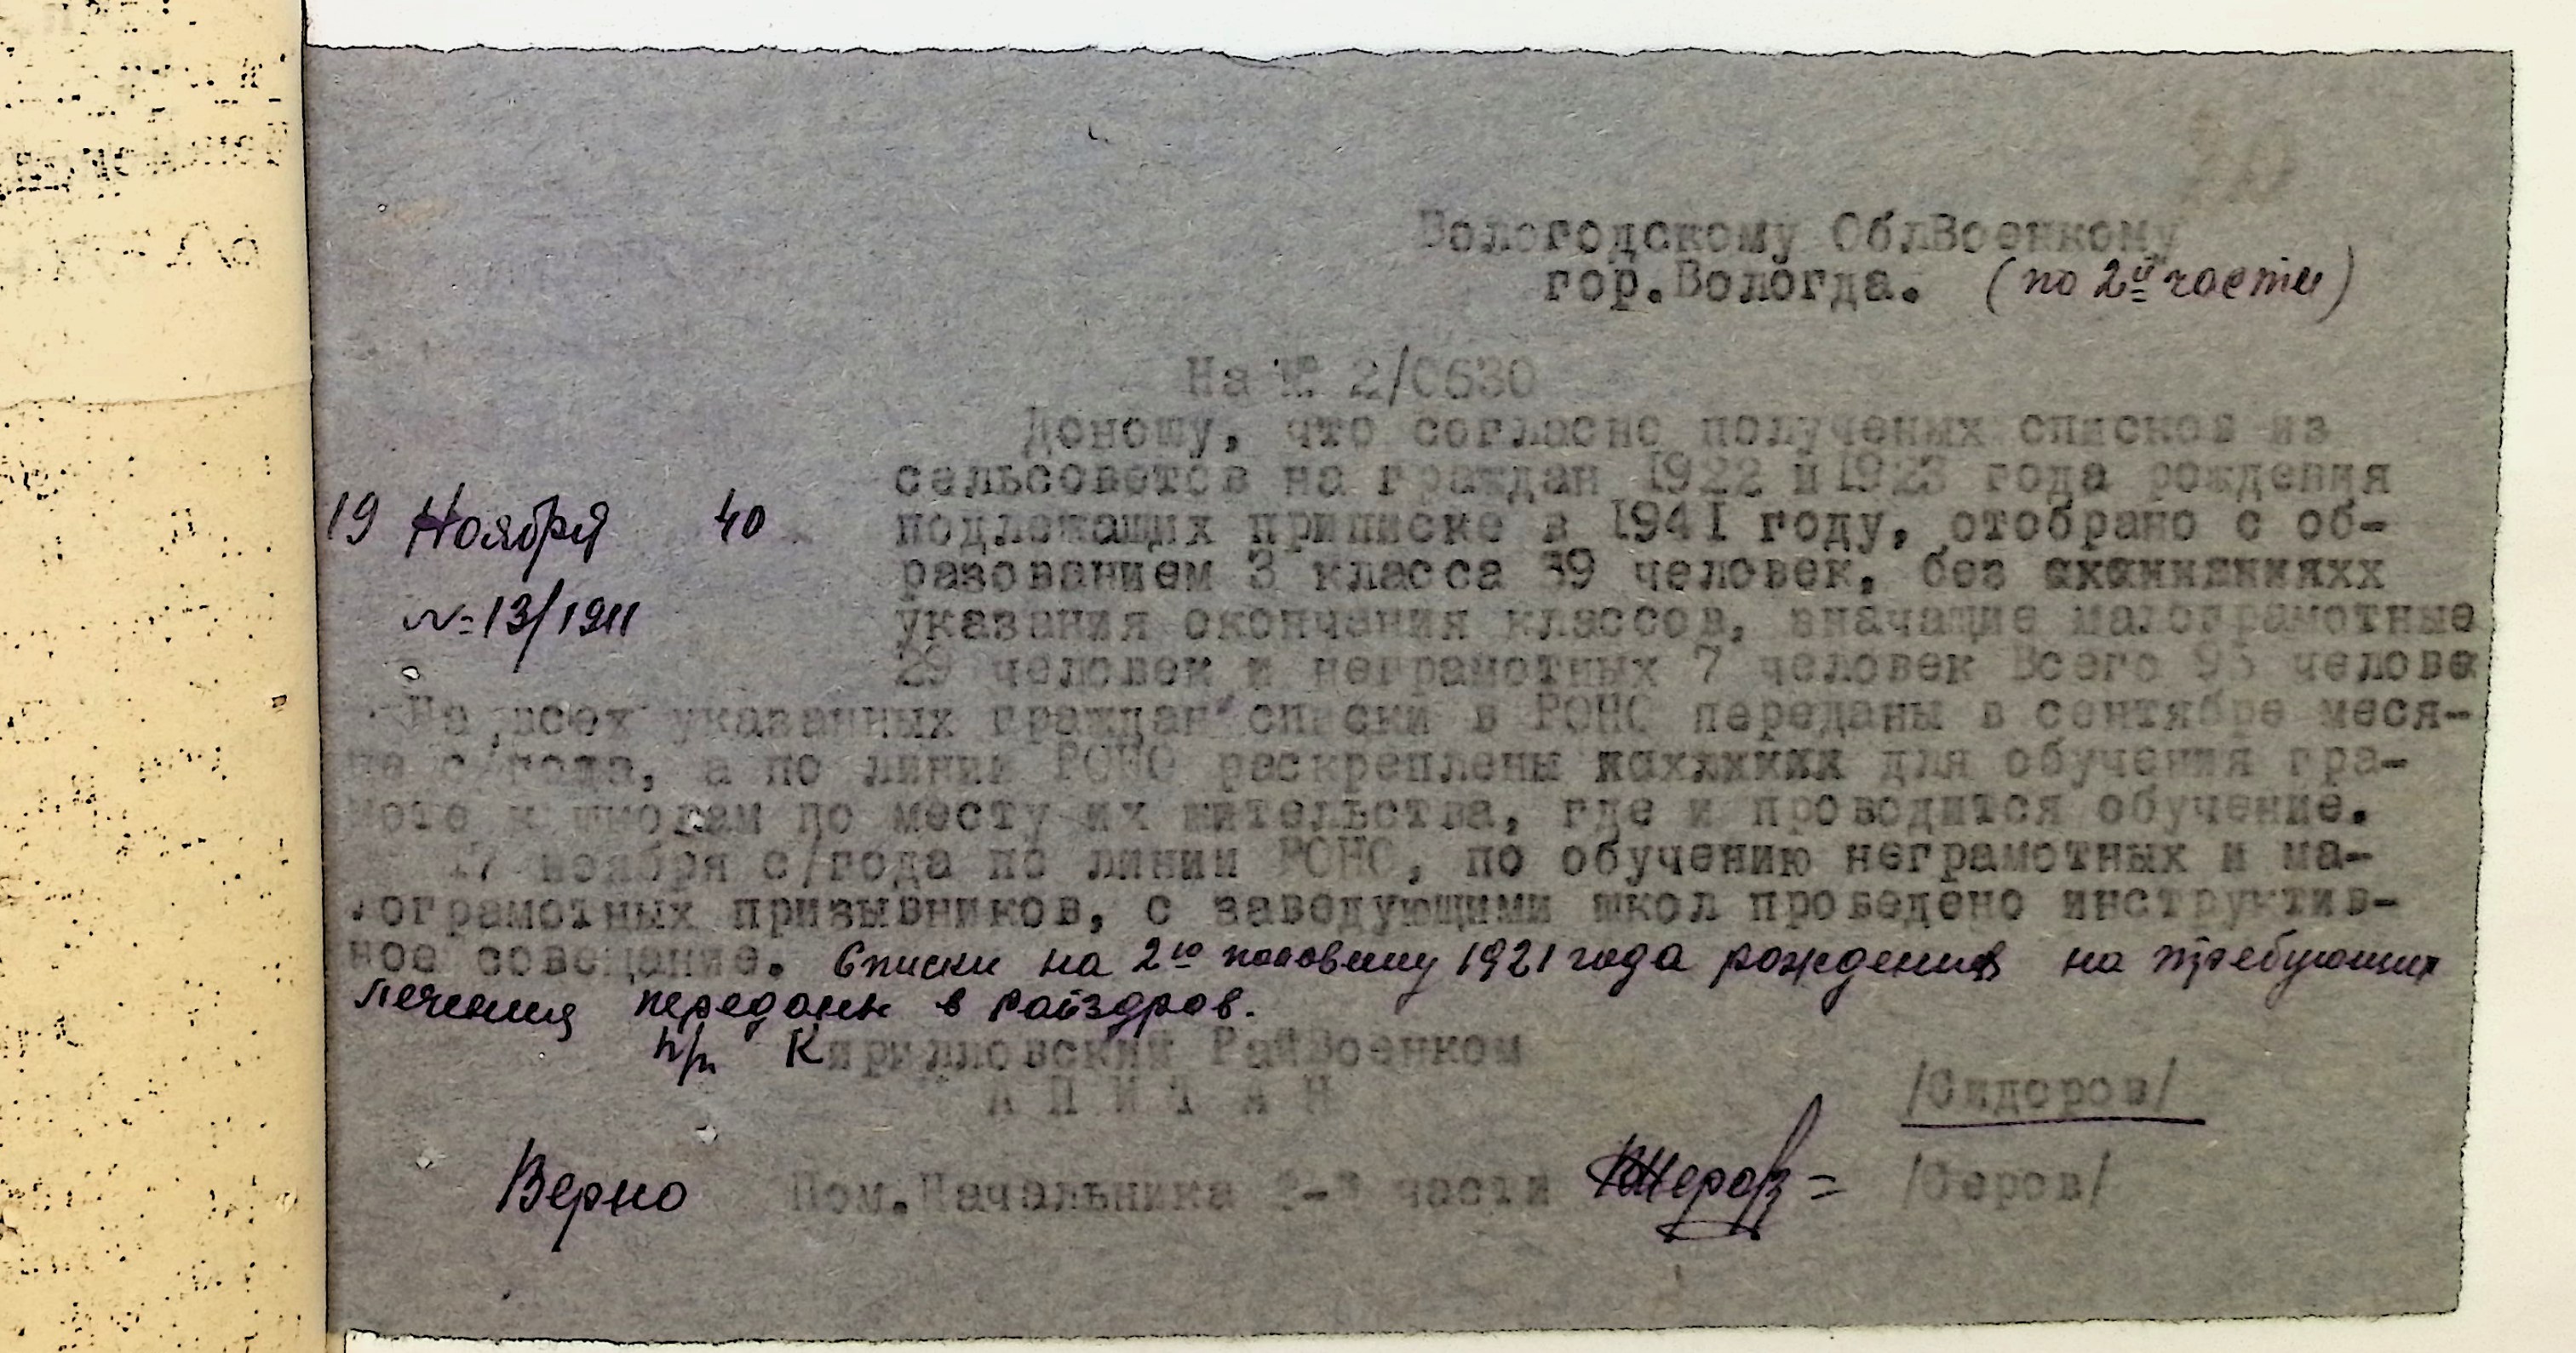 Вологодскому ОблВоенкому
гор.Вологда. (по 2й части)
На № 2/0630
Доношу, что согласно полученых списков из
сельсоветов на граждан 1922 и 1923 года рождения
19 Ноября 40
подлежащих приписке в 1941 году, отобрано с об-
разованием 3 класса 59 человек, без
№ 13/1911
указания окончания классов, значащие малограмотные
29 человек и неграмотных 7 человек Всего 95 челове
На всех указанных граждан списки в РОНО переданы в сентябре меся-
це с/года, а по линии РОНО раскреплены для обучения гра-
моте к школам по месту их жительства, где и проводится обучение.
17 ноября с/года по линии РОНО, по обучению неграмотных и ма-
лограмотных призывников, с заведующими школ проведено инструктив-
ное совещание. Списки на 2ю половину 1921 года рождения на требующих
лечения переданы в райздров.
п/п Кирилловский РайВоенком
КАПИТАН /Сидоров/
Верно Пом.Начальника части /Серов/